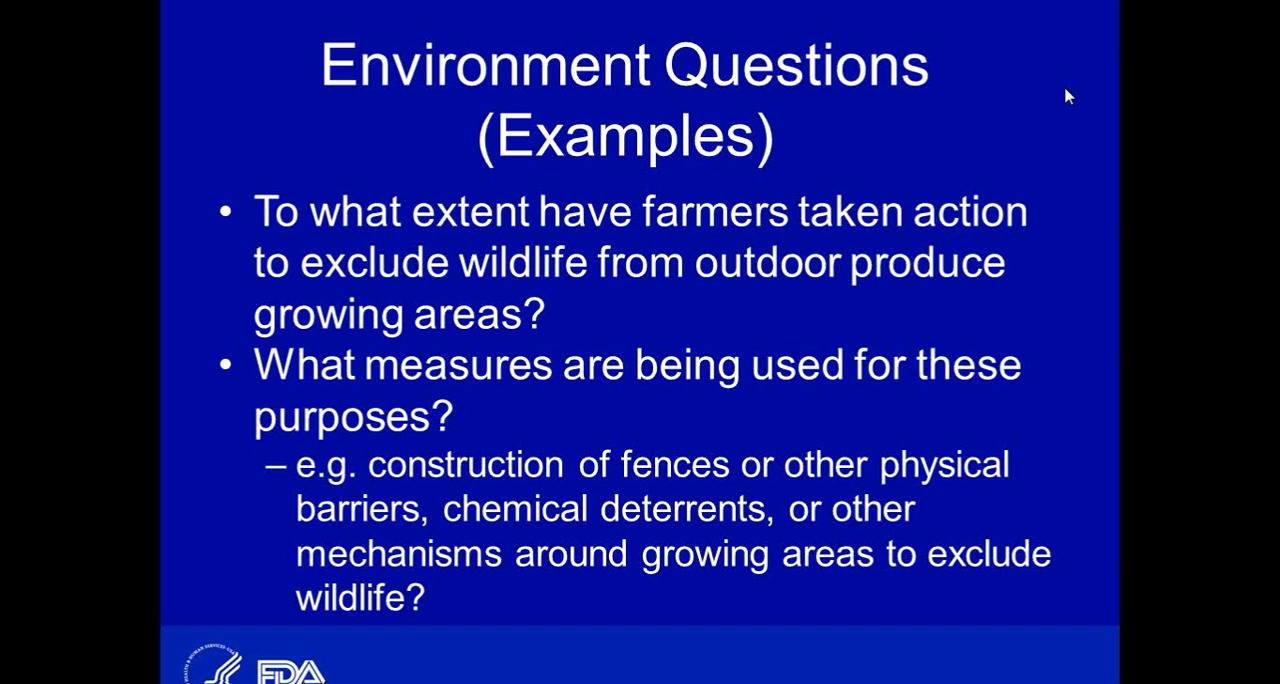 Environment Questions
(Examples)
• To what extent have farmers taken action
to exclude wildlife from outdoor produce
growing areas?
• What measures are being used for these
purposes?
– e.g. construction of fences or other physical
barriers, chemical deterrents, or other
mechanisms around growing areas to exclude
wildlife?
FDA